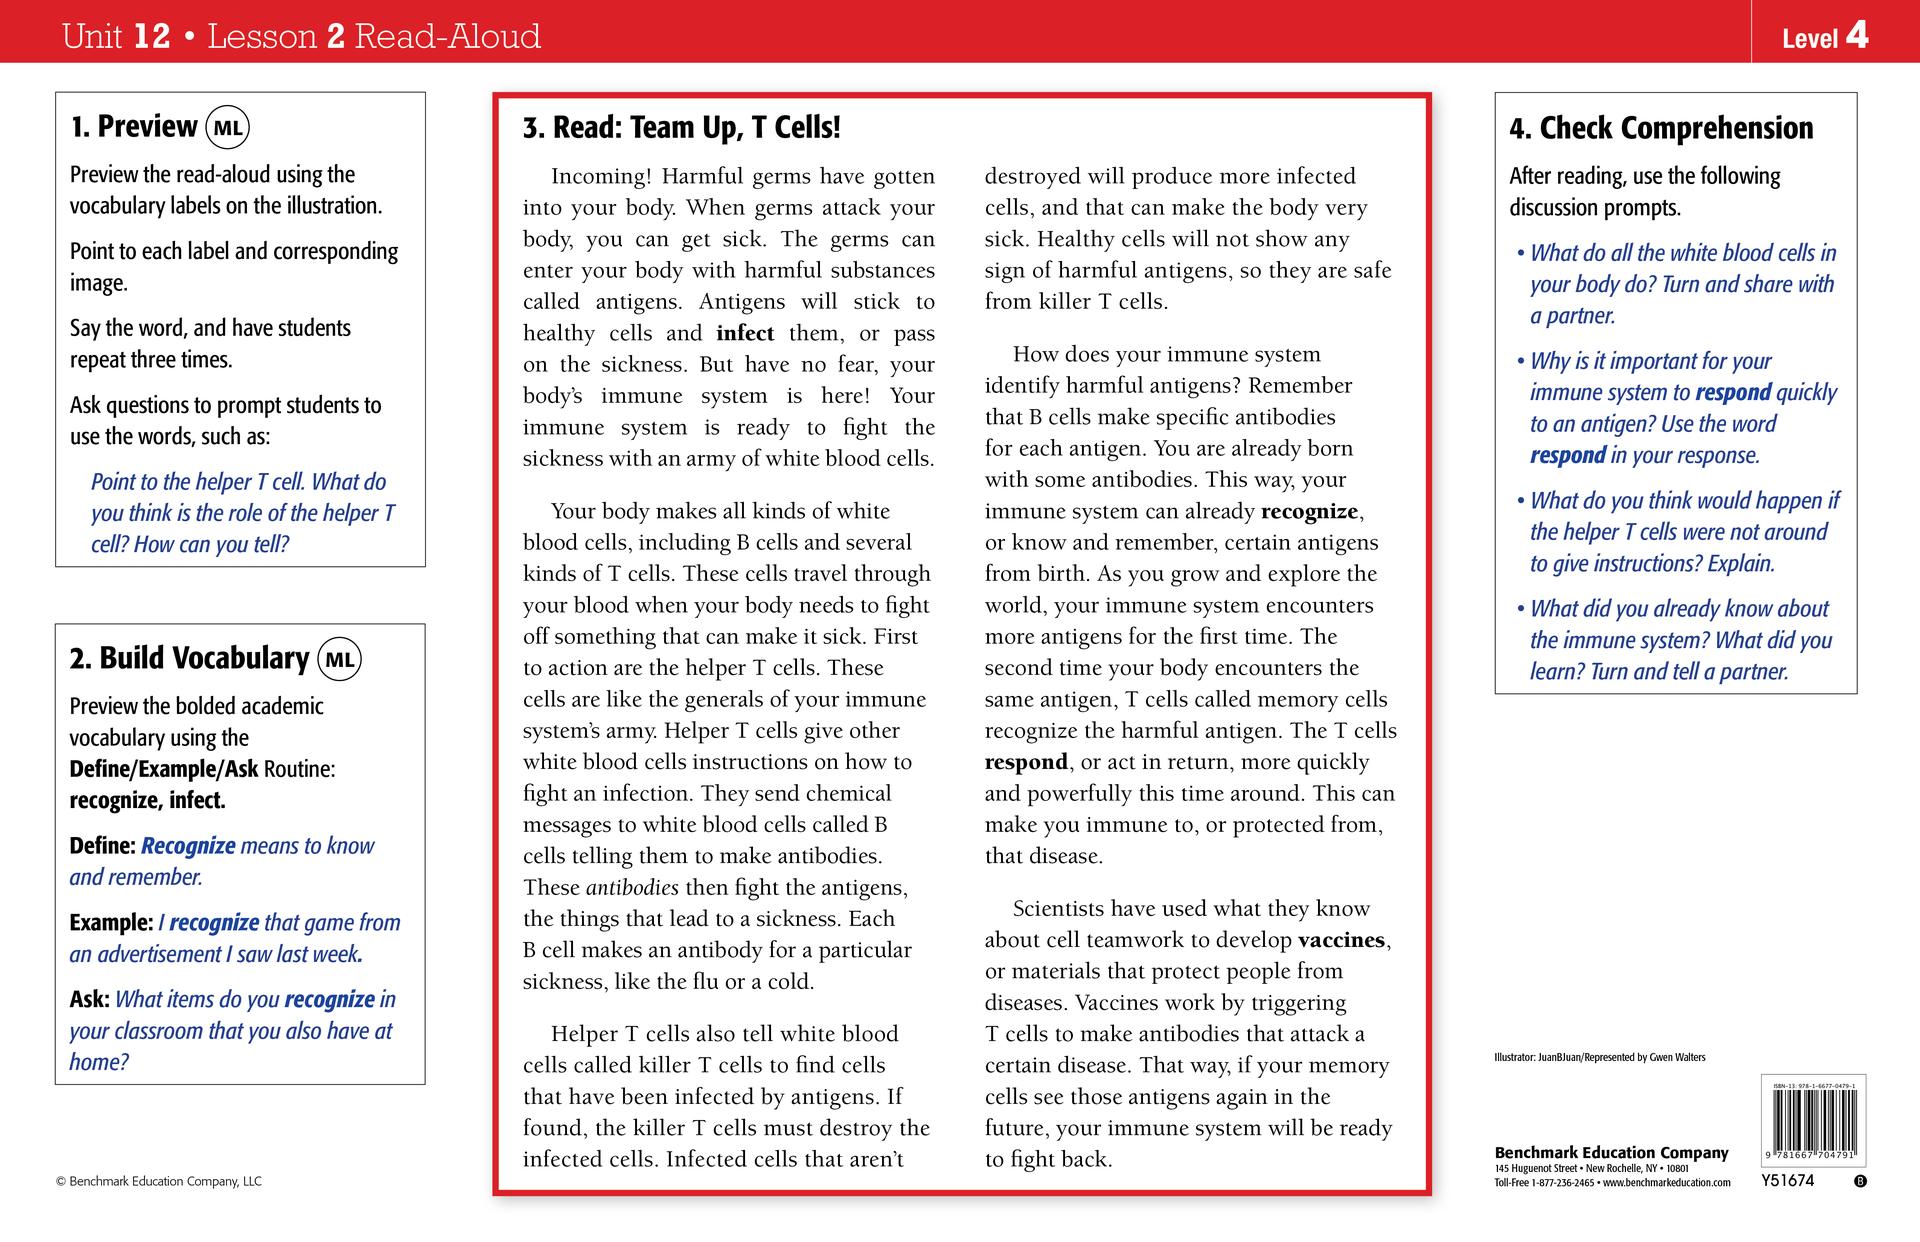 Unit 12 • Lesson 2 Read-Aloud
Level 4
1. Preview ML
Preview the read-aloud using the
vocabulary labels on the illustration.
Point to each label and corresponding
image.
Say the word, and have students
repeat three times.
Ask questions to prompt students to
use the words, such as:
Point to the helper T cell. What do
you think is the role of the helper T
cell? How can you tell?
2. Build Vocabulary ML
Preview the bolded academic
vocabulary using the
Define/Example/Ask Routine:
recognize, infect.
Define: Recognize means to know
and remember.
Example: I recognize that game from
an advertisement I saw last week.
Ask: What items do you recognize in
your classroom that you also have at
home?
© Benchmark Education Company, LLC
3. Read: Team Up, T Cells!
Incoming! Harmful germs have gotten
into your body. When germs attack your
body, you can get sick. The germs can
enter your body with harmful substances
called antigens. Antigens will stick to
healthy cells and infect them, or pass
on the sickness. But have no fear, your
body's immune system is here! Your
immune system is ready to fight the
sickness with an army of white blood cells.
Your body makes all kinds of white
blood cells, including B cells and several
kinds of T cells. These cells travel through
your blood when your body needs to fight
off something that can make it sick. First
to action are the helper T cells. These
cells are like the generals of your immune
system's army. Helper T cells give other
white blood cells instructions on how to
fight an infection. They send chemical
messages to white blood cells called B
cells telling them to make antibodies.
These antibodies then fight the antigens,
the things that lead to a sickness. Each
B cell makes an antibody for a particular
sickness, like the flu or a cold.
Helper T cells also tell white blood
cells called killer T cells to find cells
that have been infected by antigens. If
found, the killer T cells must destroy the
infected cells. Infected cells that aren't
destroyed will produce more infected
cells, and that can make the body very
sick. Healthy cells will not show any
sign of harmful antigens, so they are safe
from killer T cells.
How does your immune system
identify harmful antigens? Remember
that B cells make specific antibodies
for each antigen. You are already born
with some antibodies. This way, your
immune system can already recognize,
or know and remember, certain antigens
from birth. As you grow and explore the
world, your immune system encounters
more antigens for the first time. The
second time your body encounters the
same antigen, T cells called memory cells
recognize the harmful antigen. The T cells
respond, or act in return, more quickly
and powerfully this time around. This can
make you immune to, or protected from,
that disease.
Scientists have used what they know
about cell teamwork to develop vaccines,
or materials that protect people from
diseases. Vaccines work by triggering
T cells to make antibodies that attack a
certain disease. That way, if your memory
cells see those antigens again in the
future, your immune system will be ready
to fight back.
4. Check Comprehension
After reading, use the following
discussion prompts.
• What do all the white blood cells in
your body do? Turn and share with
a partner.
• Why is it important for your
immune system to respond quickly
to an antigen? Use the word
respond in your response.
• What do you think would happen if
the helper T cells were not around
to give instructions? Explain.
• What did you already know about
the immune system? What did you
learn? Turn and tell a partner.
Illustrator: JuanBJuan/Represented by Gwen Walters
Benchmark Education Company
145 Huguenot Street • New Rochelle, NY • 10801
Toll-Free 1-877-236-2465 • www.benchmarkeducation.com
ISBN-13: 978-1-6677-0479-1
9 781667 704791
Y51674
B